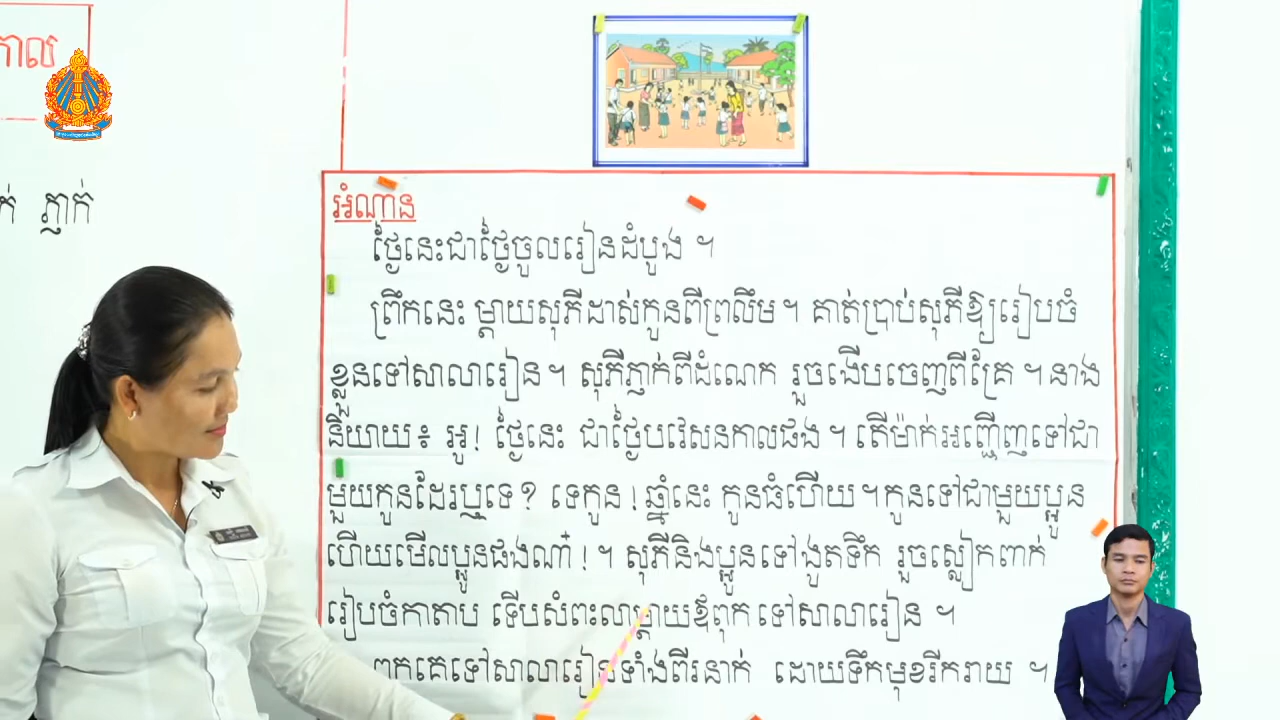 កាល
ក់ ភ្ញាក់
អំណាន
ថ្ងៃនេះជាថ្ងៃចូលរៀនដំបូង ។
ព្រឹកនេះ ម្តាយសុភីដាស់កូនពីព្រលឹម ។ គាត់ប្រាប់សុភីឱ្យរៀបចំ
ខ្លួនទៅសាលារៀន ។ សុភីភ្ញាក់ពីដំណេក រួចងើបចេញពីគ្រែ ។ នាង
និយាយ៖ អូ! ថ្ងៃនេះ ជាថ្ងៃបវេសនកាលផង ។ តើម៉ាក់អញ្ជើញទៅជា
មួយកូនដែរឬទេ? ទេកូន! ឆ្នាំនេះ កូនធំហើយ ។ កូនទៅជាមួយប្អូន
ហើយមើលប្អូនផងណា៎! ។ សុភីនិងប្អូនទៅងូតទឹក រួចស្លៀកពាក់
រៀបចំកាតាប ទើបសំពះលាម្តាយឪពុក ទៅសាលារៀន ។
ពួកគេទៅសាលារៀនទាំងពីរនាក់ ដោយទឹកមុខរីករាយ ។